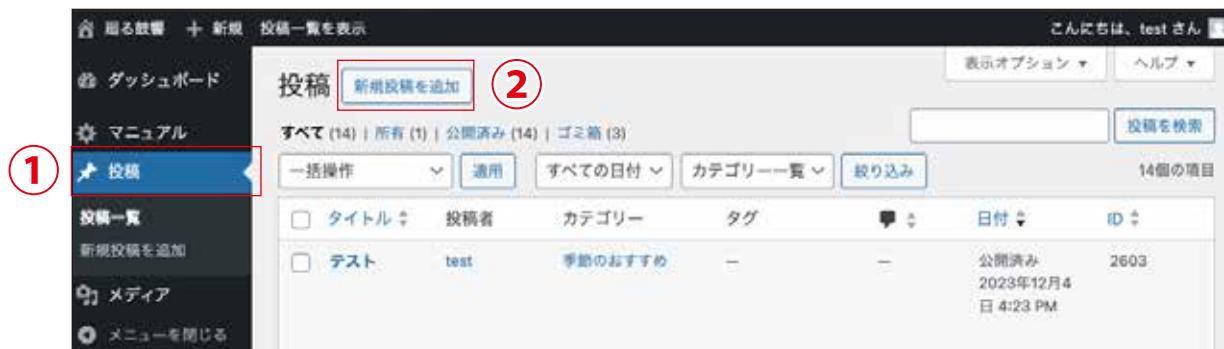 廻る鼓響 ＋ 新規 投稿一覧を表示 こんにちは、test さん
ダッシュボード
マニュアル
① 投稿
投稿一覧
新規投稿を追加
メディア
メニューを閉じる
表示オプション ▼ ヘルプ ▼
投稿 新規投稿を追加 ②
すべて (14) | 所有 (1) | 公開済み (14) | ゴミ箱 (3)
投稿を検索
一括操作 適用 すべての日付 カテゴリー一覧 絞り込み 14個の項目
タイトル 投稿者 カテゴリー タグ 日付 ID
テスト test 季節のおすすめ — — 公開済み 2603
2023年12月4
日 4:23 PM